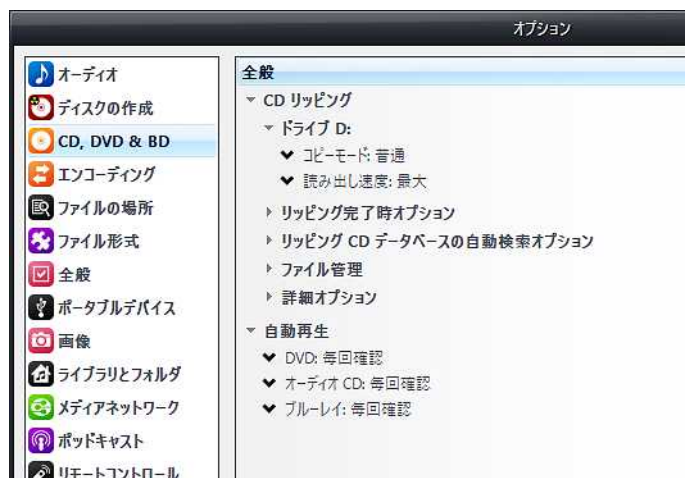 オプション
オーディオ
ディスクの作成
CD, DVD & BD
エンコーディング
ファイルの場所
ファイル形式
全般
ポータブルデバイス
画像
ライブラリとフォルダ
メディアネットワーク
ポッドキャスト
リモートコントロール
全般
CD リッピング
ドライブ D:
コピーモード: 普通
読み出し速度: 最大
リッピング完了時オプション
リッピング CD データベースの自動検索オプション
ファイル管理
詳細オプション
自動再生
DVD: 毎回確認
オーディオ CD: 毎回確認
ブルーレイ: 毎回確認